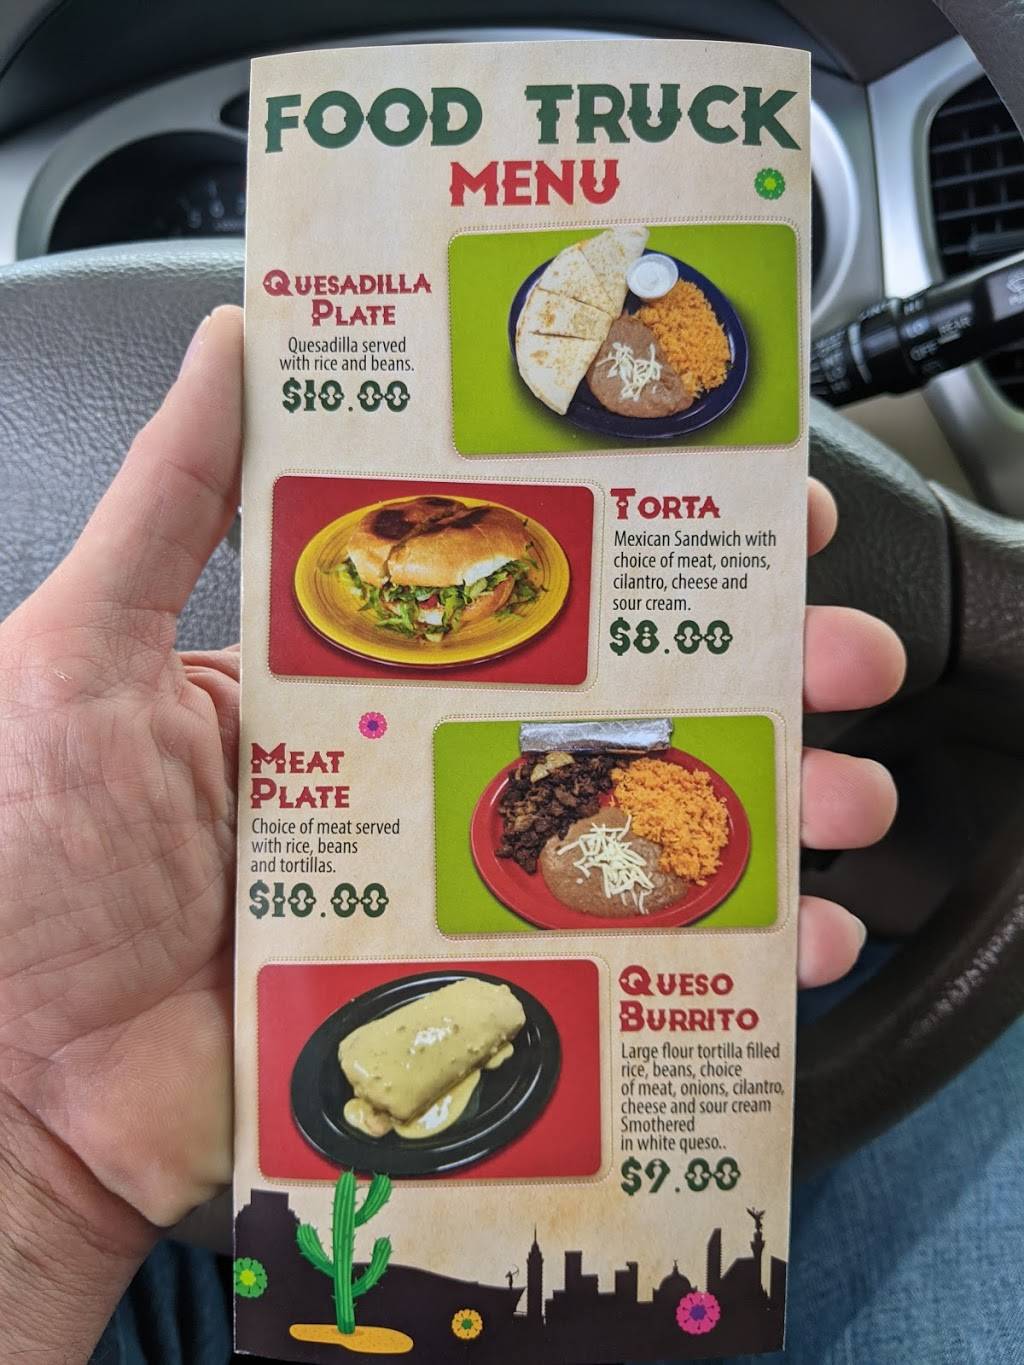 FOOD TRUCK
MENU
QUESADILLA
PLATE
Quesadilla served
with rice and beans.
$10.00
TORTA
Mexican Sandwich with
choice of meat, onions,
cilantro, cheese and
sour cream.
$8.00
MEAT
PLATE
Choice of meat served
with rice, beans
and tortillas.
$10.00
QUESO
BURRITO
Large flour tortilla filled
rice, beans, choice
of meat, onions, cilantro,
cheese and sour cream
Smothered
in white queso..
$9.00
OFF
REAR